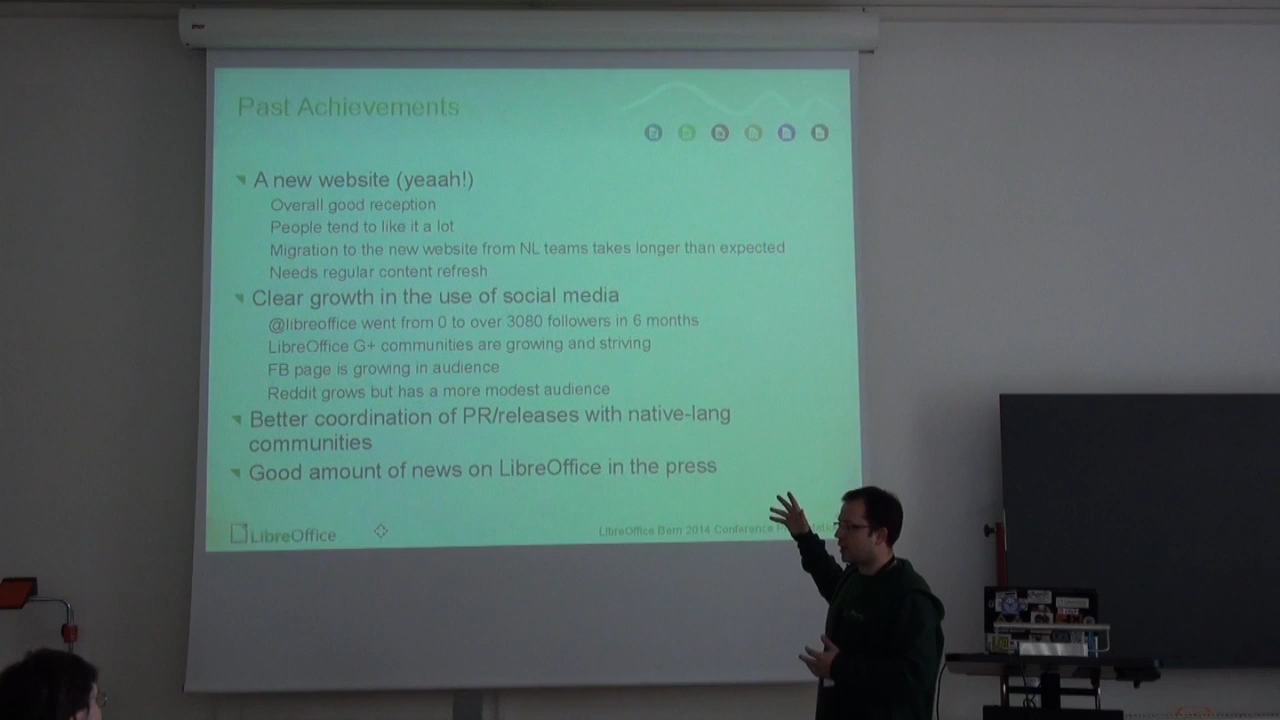 Past Achievements
A new website (yeaah!)
Overall good reception
People tend to like it a lot
Migration to the new website from NL teams takes longer than expected
Needs regular content refresh
Clear growth in the use of social media
@libreoffice went from 0 to over 3080 followers in 6 months
LibreOffice G+ communities are growing and striving
FB page is growing in audience
Reddit grows but has a more modest audience
Better coordination of PR/releases with native-lang
communities
Good amount of news on LibreOffice in the press
LibreOffice
LibreOffice Bern 2014 Conference